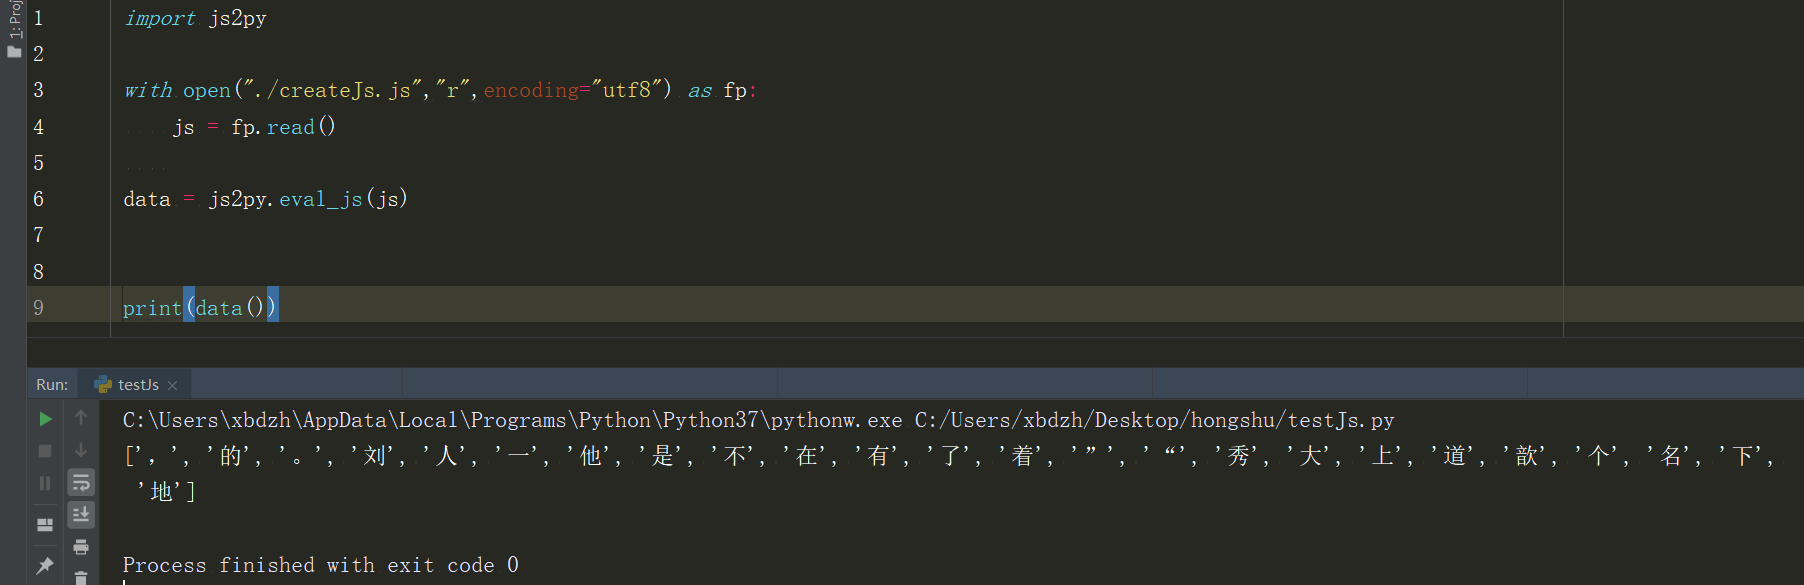 1: Proj
1 import js2py
2
3 with open("./createJs.js","r",encoding="utf8") as fp:
4 js = fp.read()
5
6 data = js2py.eval_js(js)
7
8
9 print(data())
Run: testJs ×
C:\Users\xbdzh\AppData\Local\Programs\Python\Python37\pythonw.exe C:/Users/xbdzh/Desktop/hongshu/testJs.py
['，', '的', '。', '刘', '人', '一', '他', '是', '不', '在', '有', '了', '着', '”', '“', '秀', '大', '上', '道', '歆', '个', '名', '下',
'地']
Process finished with exit code 0